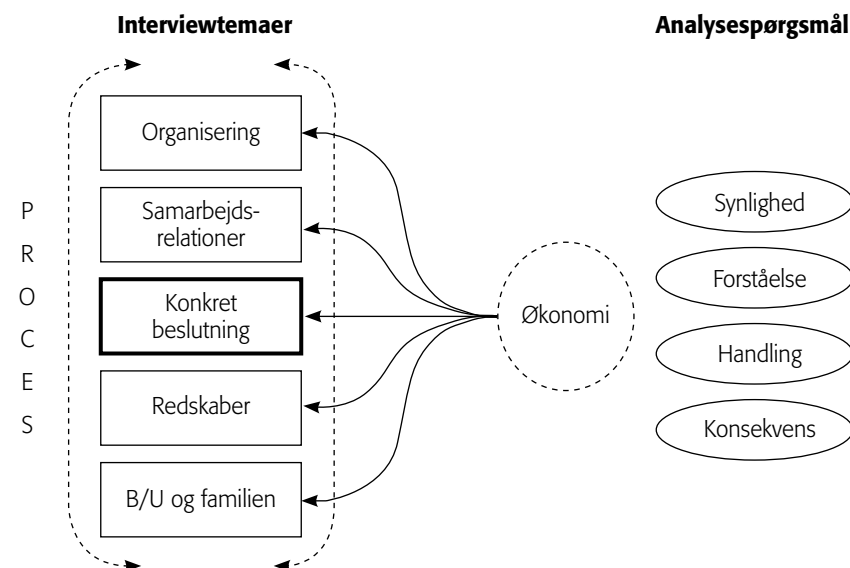 Interviewtemaer
Analysespørgsmål
P
R
O
C
E
S
Organisering
Samarbejds-
relationer
Konkret
beslutning
Redskaber
B/U og familien
Økonomi
Synlighed
Forståelse
Handling
Konsekvens